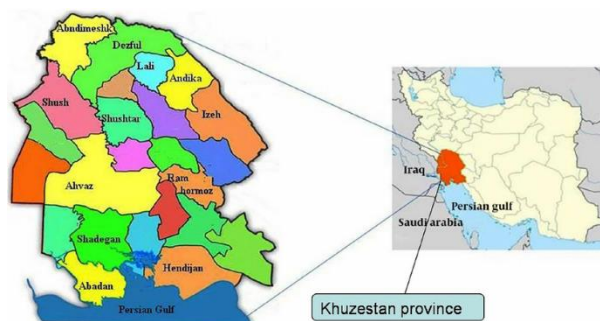 Abndimeshk
Dezful
Lali
Andika
Shush
Shushtar
Izeh
Ahvaz
Ram
hormoz
Shadegan
Hendijan
Abadan
Persian Gulf
Iraq
Persian gulf
Saudi arabia
Khuzestan province